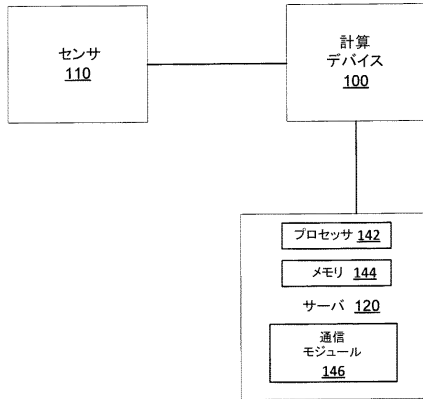 センサ
110
計算
デバイス
100
プロセッサ 142
メモリ 144
サーバ 120
通信
モジュール
146